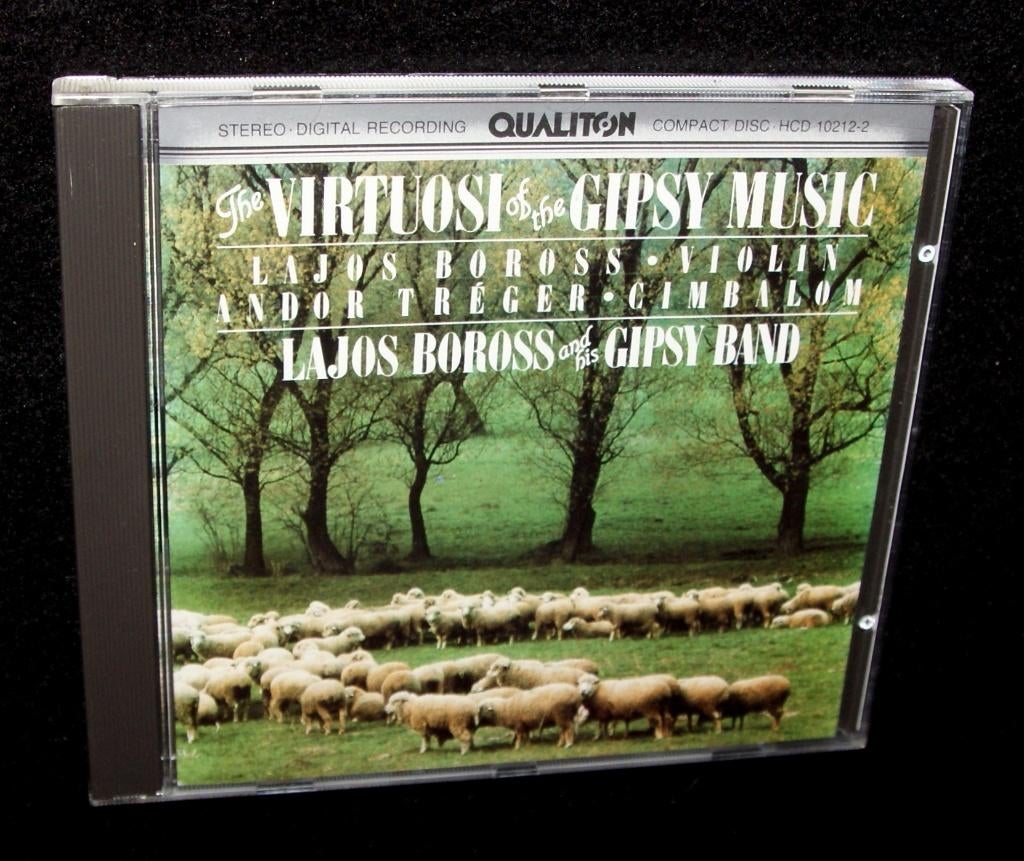 STEREO · DIGITAL RECORDING QUALITON COMPACT DISC · HCD 10212-2
The VIRTUOSI of the GIPSY MUSIC
LAJOS BOROSS · VIOLIN
ANDOR TRÉGER · CIMBALOM
LAJOS BOROSS and his GIPSY BAND